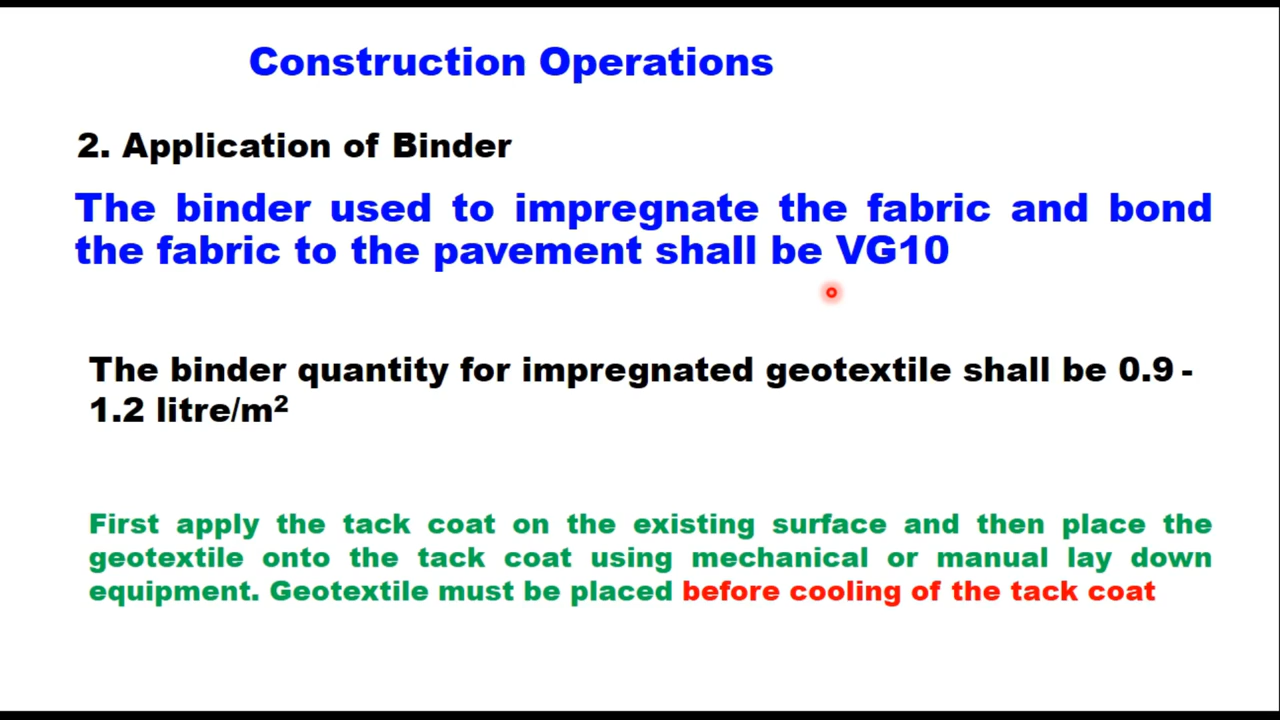 Construction Operations
2. Application of Binder
The binder used to impregnate the fabric and bond
the fabric to the pavement shall be VG10
The binder quantity for impregnated geotextile shall be 0.9 -
1.2 litre/m²
First apply the tack coat on the existing surface and then place the
geotextile onto the tack coat using mechanical or manual lay down
equipment. Geotextile must be placed before cooling of the tack coat